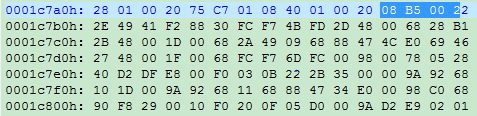 0001c7a0h: 28 01 00 20 75 C7 01 08 40 01 00 20 08 B5 00 22
0001c7b0h: 2E 49 41 F2 88 30 FC F7 4B FD 2D 48 00 68 28 B1
0001c7c0h: 2B 48 00 1D 00 68 2A 49 09 68 88 47 4C E0 69 46
0001c7d0h: 27 48 00 1F 00 68 FC F7 6D FC 00 98 00 78 05 28
0001c7e0h: 40 D2 DF E8 00 F0 03 0B 22 2B 35 00 00 9A 92 68
0001c7f0h: 10 1D 00 9A 92 68 11 68 88 47 34 E0 00 98 C0 68
0001c800h: 90 F8 29 00 10 F0 20 0F 05 D0 00 9A D2 E9 02 01